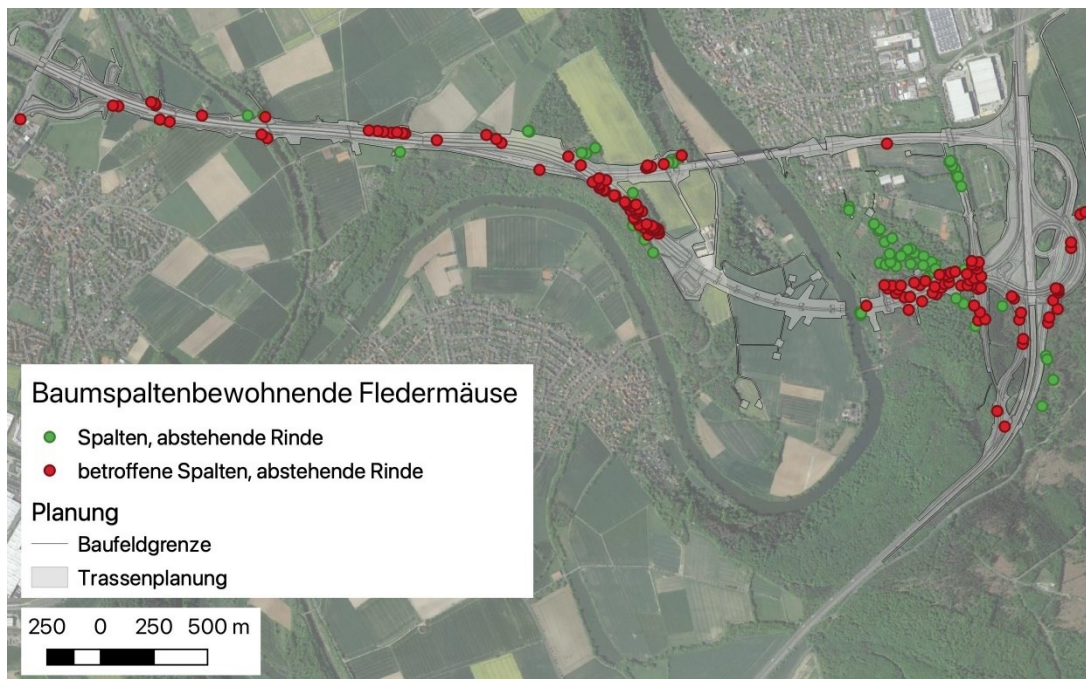 Baumspaltenbewohnende Fledermäuse
Spalten, abstehende Rinde
betroffene Spalten, abstehende Rinde
Planung
Baufeldgrenze
Trassenplanung
250 0 250 500 m